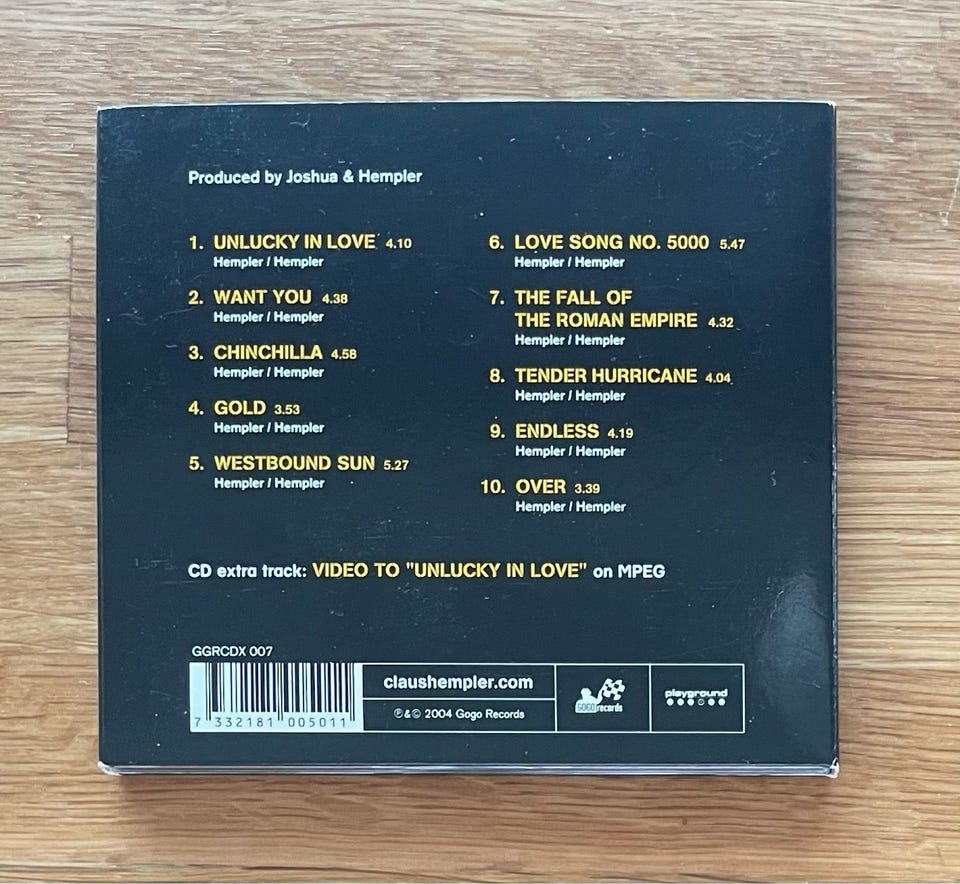 Produced by Joshua & Hempler
1. UNLUCKY IN LOVE 4.10
Hempler / Hempler
2. WANT YOU 4.38
Hempler / Hempler
3. CHINCHILLA 4.58
Hempler / Hempler
4. GOLD 3.53
Hempler / Hempler
5. WESTBOUND SUN 5.27
Hempler / Hempler
6. LOVE SONG NO. 5000 5.47
Hempler / Hempler
7. THE FALL OF
THE ROMAN EMPIRE 4.32
Hempler / Hempler
8. TENDER HURRICANE 4.04
Hempler / Hempler
9. ENDLESS 4.19
Hempler / Hempler
10. OVER 3.39
Hempler / Hempler
CD extra track: VIDEO TO "UNLUCKY IN LOVE" on MPEG
GGRCDX 007
7 332181 005011
claushempler.com
℗&© 2004 Gogo Records
GOGO records
playground